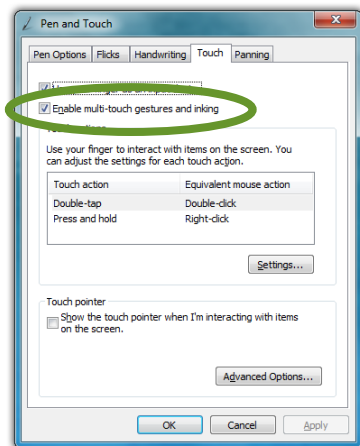 Pen and Touch
Pen Options Flicks Handwriting Touch Panning
Enable multi-touch gestures and inking
Use your finger to interact with items on the screen. You
can adjust the settings for each touch action.
Touch action Equivalent mouse action
Double-tap Double-click
Press and hold Right-click
Settings...
Touch pointer
Show the touch pointer when I'm interacting with items
on the screen.
Advanced Options...
OK Cancel Apply